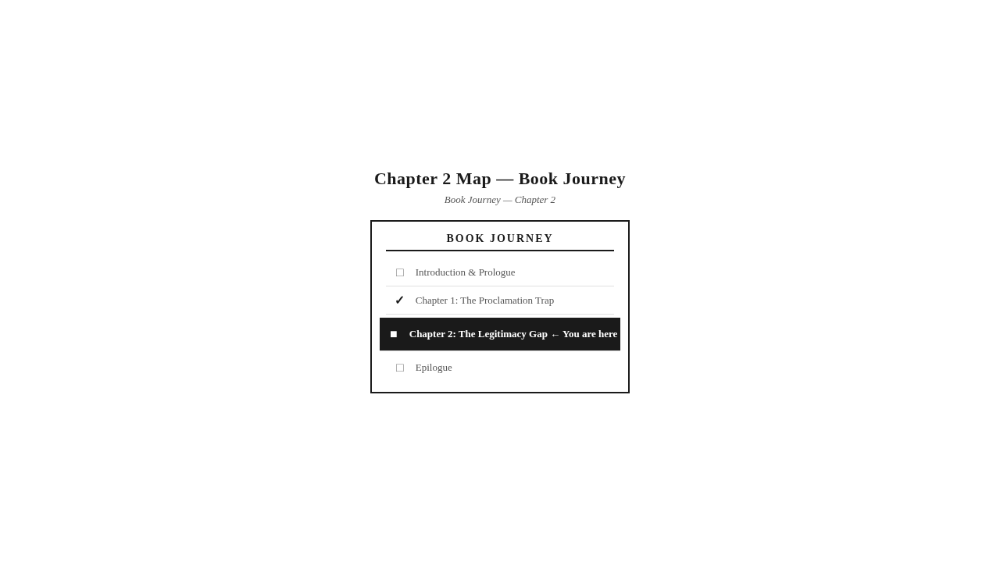 Chapter 2 Map — Book Journey
Book Journey — Chapter 2
BOOK JOURNEY
□ Introduction & Prologue
✓ Chapter 1: The Proclamation Trap
■ Chapter 2: The Legitimacy Gap ← You are here
□ Epilogue